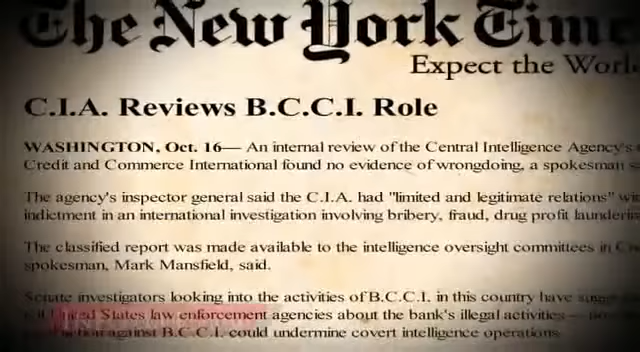 The New York Time
Expect the Worl
C.I.A. Reviews B.C.C.I. Role
WASHINGTON, Oct. 16— An internal review of the Central Intelligence Agency's
Credit and Commerce International found no evidence of wrongdoing, a spokesman
The agency's inspector general said the C.I.A. had "limited and legitimate relations"
indictment in an international investigation involving bribery, fraud, drug profit
The classified report was made available to the intelligence oversight committees in
spokesman, Mark Mansfield, said.
Senate investigators looking into the activities of B.C.C.I. in this country have
United States law enforcement agencies about the bank's illegal activities—
against B.C.C.I. could undermine covert intelligence operations.